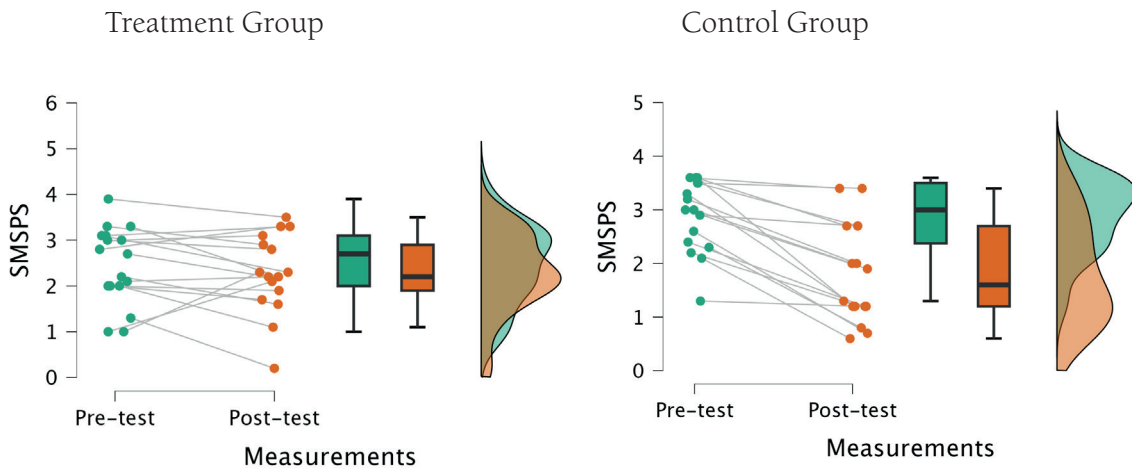 Treatment Group
Control Group
SMSPS
6
5
4
3
2
1
0
Pre-test
Post-test
Measurements
SMSPS
5
4
3
2
1
0
Pre-test
Post-test
Measurements